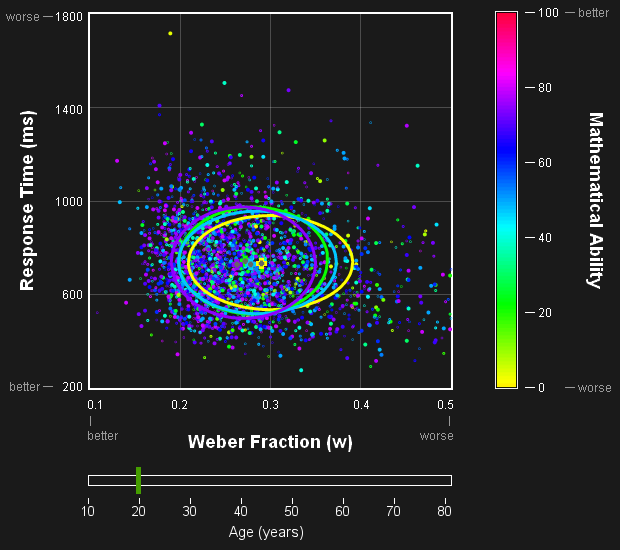 worse — 1800
1400
1000
600
better — 200
Response Time (ms)
0.1 0.2 0.3 0.4 0.5
better worse
Weber Fraction (w)
10 20 30 40 50 60 70 80
Age (years)
100 — better
80
60
40
20
0 — worse
Mathematical Ability